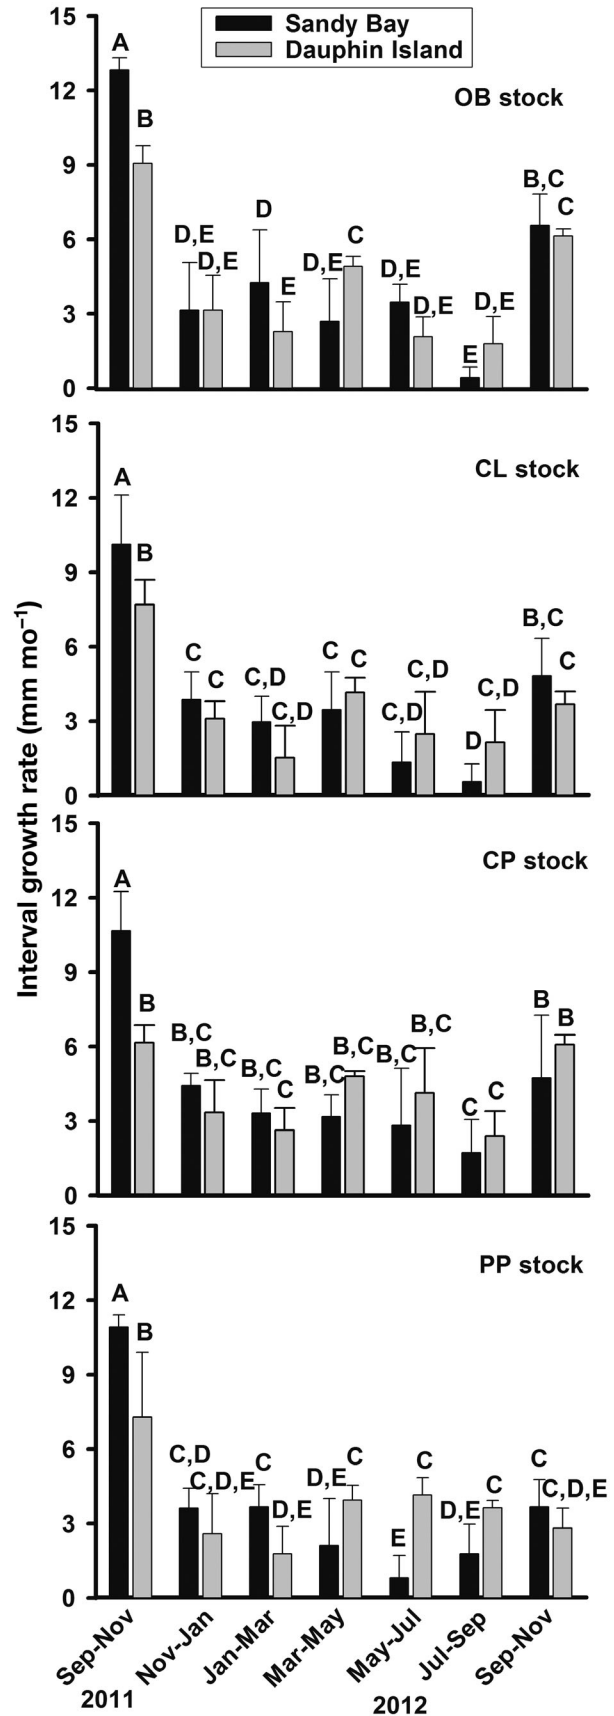 Sandy Bay
Dauphin Island
OB stock
15
12
9
6
3
0
A
B
D,E
D,E
D
E
D,E
C
D,E
D,E
E
D,E
B,C
C
CL stock
15
12
9
6
3
0
A
B
C
C
C,D
C,D
C
C
C,D
C,D
D
C,D
B,C
C
Interval growth rate (mm mo⁻¹)
CP stock
15
12
9
6
3
0
A
B
B,C
B,C
B,C
C
B,C
B,C
B,C
B,C
C
C
B
B
PP stock
15
12
9
6
3
0
A
B
C,D
C,D,E
C
D,E
D,E
C
E
C
D,E
C
C
C,D,E
Sep-Nov
Nov-Jan
Jan-Mar
Mar-May
May-Jul
Jul-Sep
Sep-Nov
2011
2012